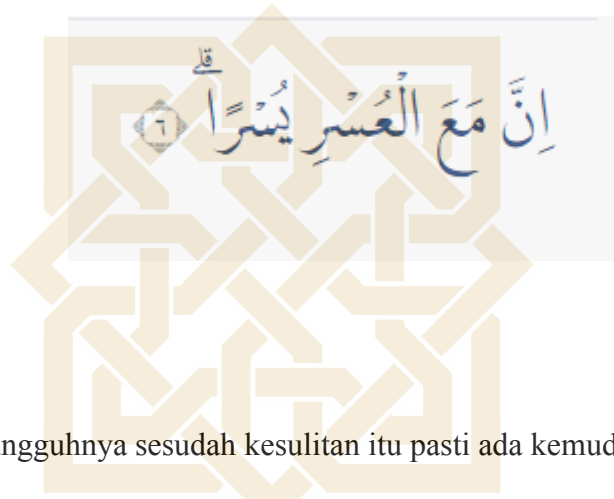 اِنَّ مَعَ الْعُسْرِ يُسْرًاۗ ٦
ngguhnya sesudah kesulitan itu pasti ada kemud